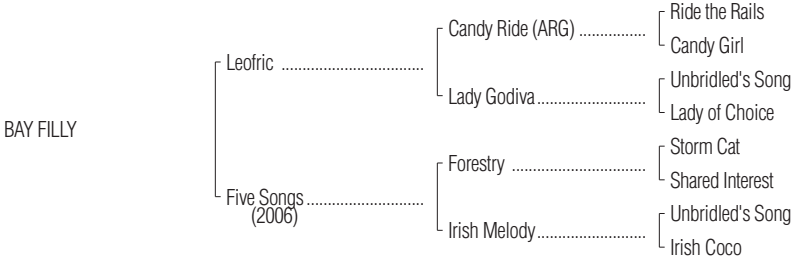 Ride the Rails
Candy Ride (ARG) ................
Candy Girl
Leofric ..................................
Unbridled's Song
Lady Godiva..........................
Lady of Choice
BAY FILLY
Storm Cat
Forestry ................................
Shared Interest
Five Songs ............................
(2006)
Unbridled's Song
Irish Melody..........................
Irish Coco